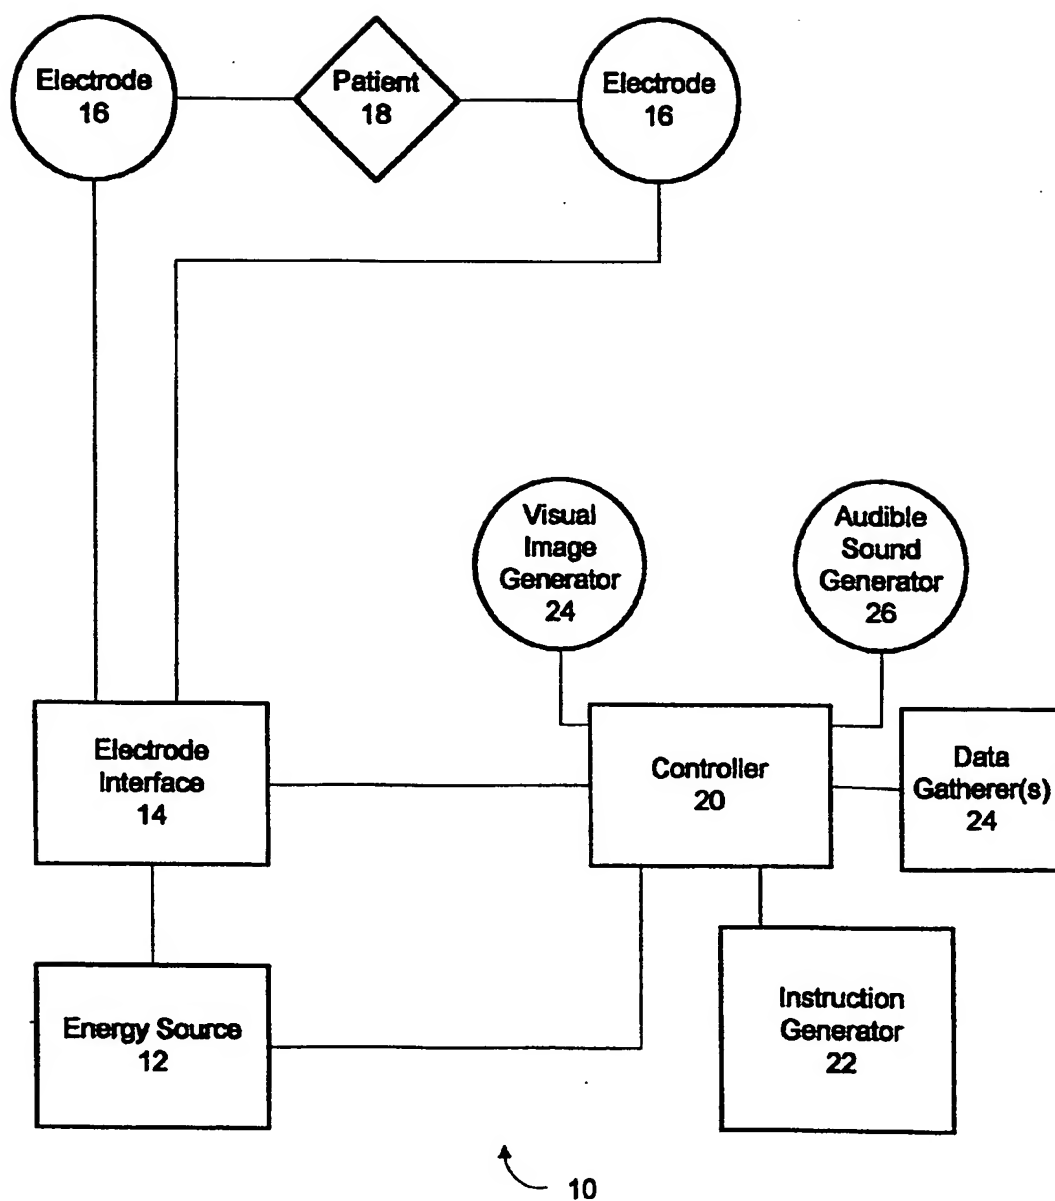 Electrode
16
Patient
18
Electrode
16
Visual
Image
Generator
24
Audible
Sound
Generator
26
Electrode
Interface
14
Controller
20
Data
Gatherer(s)
24
Energy Source
12
Instruction
Generator
22
10